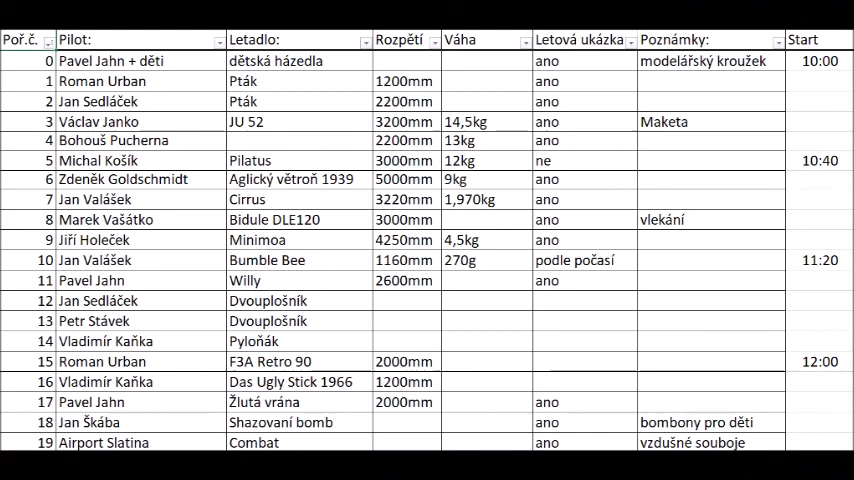 Poř.č. Pilot: Letadlo: Rozpětí Váha Letová ukázka Poznámky: Start
0 Pavel Jahn + děti dětská házedla ano modelářský kroužek 10:00
1 Roman Urban Pták 1200mm ano
2 Jan Sedláček Pták 2200mm ano
3 Václav Janko JU 52 3200mm 14,5kg ano Maketa
4 Bohouš Pucherna 2200mm 13kg ano
5 Michal Košík Pilatus 3000mm 12kg ne 10:40
6 Zdeněk Goldschmidt Aglický větroň 1939 5000mm 9kg ano
7 Jan Valášek Cirrus 3220mm 1,970kg ano
8 Marek Vašátko Bidule DLE120 3000mm ano vlekání
9 Jiří Holeček Minimoa 4250mm 4,5kg ano
10 Jan Valášek Bumble Bee 1160mm 270g podle počasí 11:20
11 Pavel Jahn Willy 2600mm ano
12 Jan Sedláček Dvouplošník
13 Petr Stávek Dvouplošník
14 Vladimír Kaňka Pyloňák
15 Roman Urban F3A Retro 90 2000mm 12:00
16 Vladimír Kaňka Das Ugly Stick 1966 1200mm
17 Pavel Jahn Žlutá vrána 2000mm ano
18 Jan Škába Shazovaní bomb ano bombony pro děti
19 Airport Slatina Combat ano vzdušné souboje